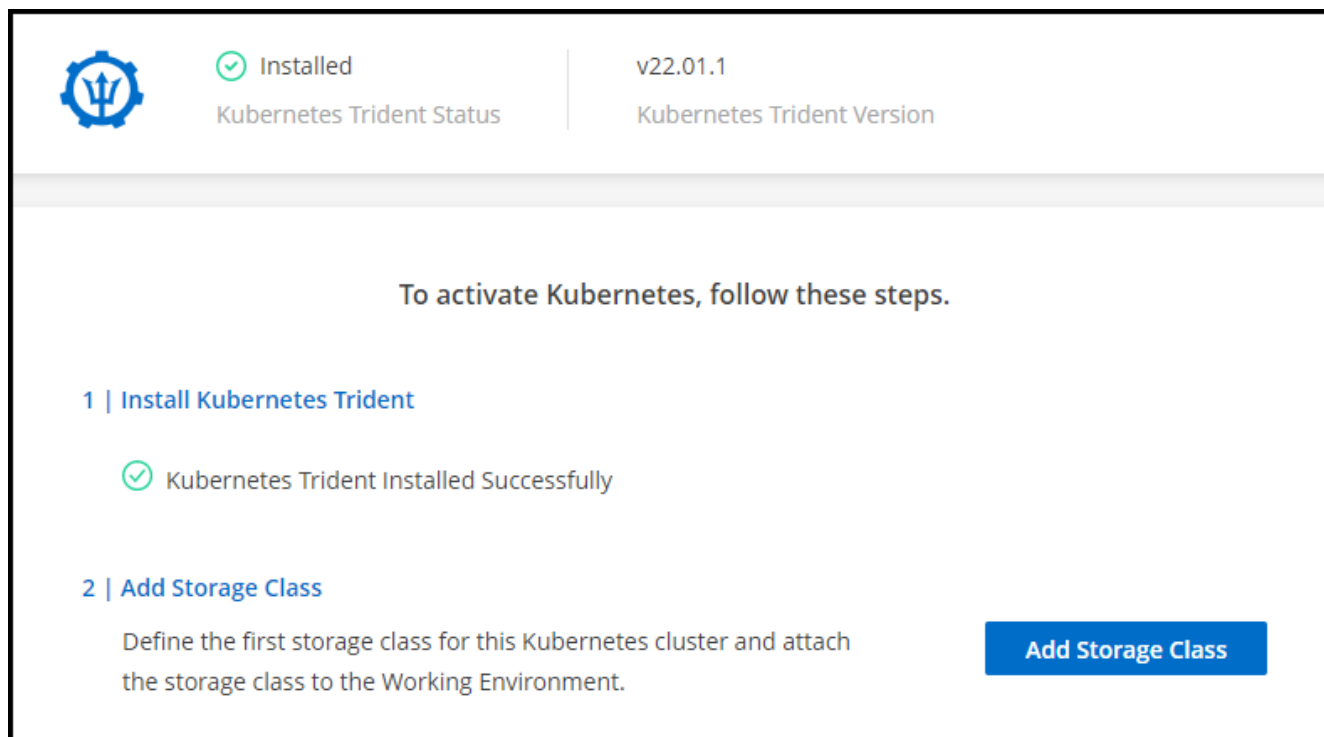 Installed
Kubernetes Trident Status
v22.01.1
Kubernetes Trident Version
To activate Kubernetes, follow these steps.
1 | Install Kubernetes Trident
Kubernetes Trident Installed Successfully
2 | Add Storage Class
Define the first storage class for this Kubernetes cluster and attach
the storage class to the Working Environment.
Add Storage Class